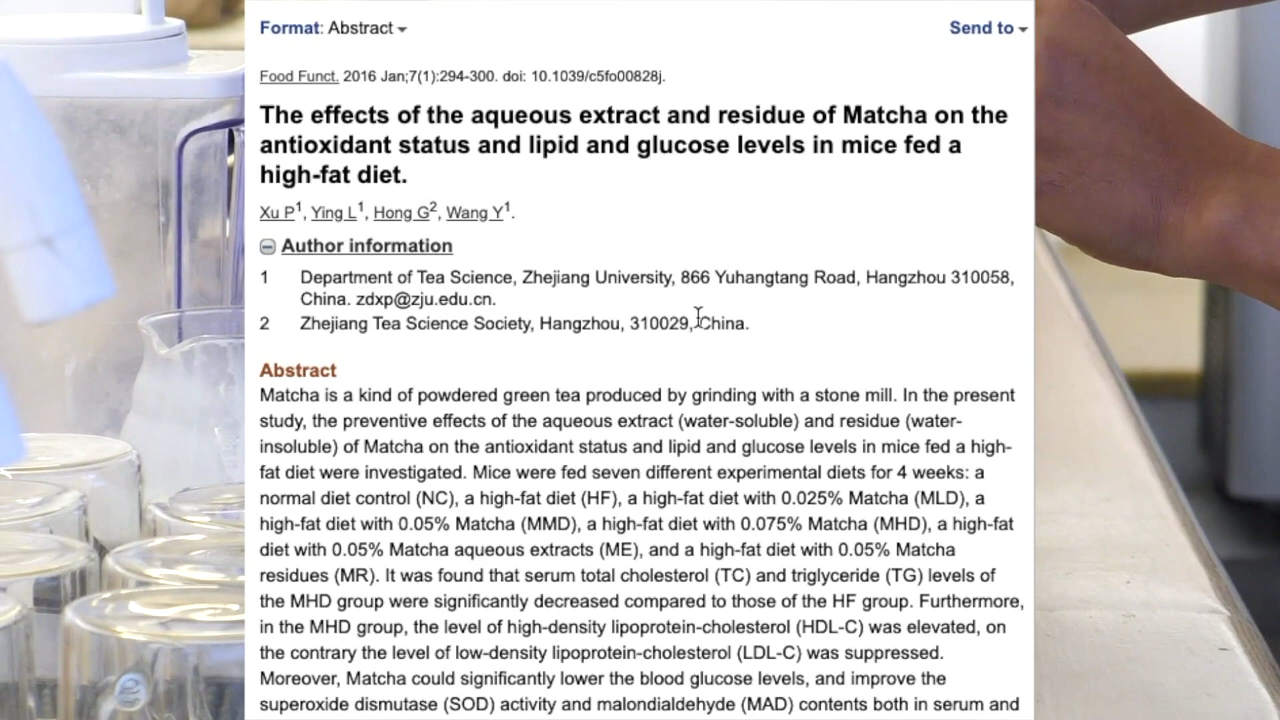 Format: Abstract
Send to
Food Funct. 2016 Jan;7(1):294-300. doi: 10.1039/c5fo00828j.
The effects of the aqueous extract and residue of Matcha on the
antioxidant status and lipid and glucose levels in mice fed a
high-fat diet.
Xu P1, Ying L1, Hong G2, Wang Y1.
Author information
1 Department of Tea Science, Zhejiang University, 866 Yuhangtang Road, Hangzhou 310058,
China. zdxp@zju.edu.cn.
2 Zhejiang Tea Science Society, Hangzhou, 310029, China.
Abstract
Matcha is a kind of powdered green tea produced by grinding with a stone mill. In the present
study, the preventive effects of the aqueous extract (water-soluble) and residue (water-
insoluble) of Matcha on the antioxidant status and lipid and glucose levels in mice fed a high-
fat diet were investigated. Mice were fed seven different experimental diets for 4 weeks: a
normal diet control (NC), a high-fat diet (HF), a high-fat diet with 0.025% Matcha (MLD), a
high-fat diet with 0.05% Matcha (MMD), a high-fat diet with 0.075% Matcha (MHD), a high-fat
diet with 0.05% Matcha aqueous extracts (ME), and a high-fat diet with 0.05% Matcha
residues (MR). It was found that serum total cholesterol (TC) and triglyceride (TG) levels of
the MHD group were significantly decreased compared to those of the HF group. Furthermore,
in the MHD group, the level of high-density lipoprotein-cholesterol (HDL-C) was elevated, on
the contrary the level of low-density lipoprotein-cholesterol (LDL-C) was suppressed.
Moreover, Matcha could significantly lower the blood glucose levels, and improve the
superoxide dismutase (SOD) activity and malondialdehyde (MAD) contents both in serum and